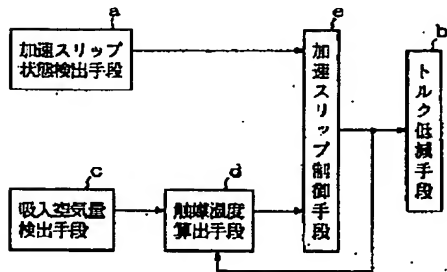 a
加速スリップ
状態検出手段
c
吸入空気量
検出手段
d
触媒温度
算出手段
e
加速スリップ制御手段
b
トルク低減手段